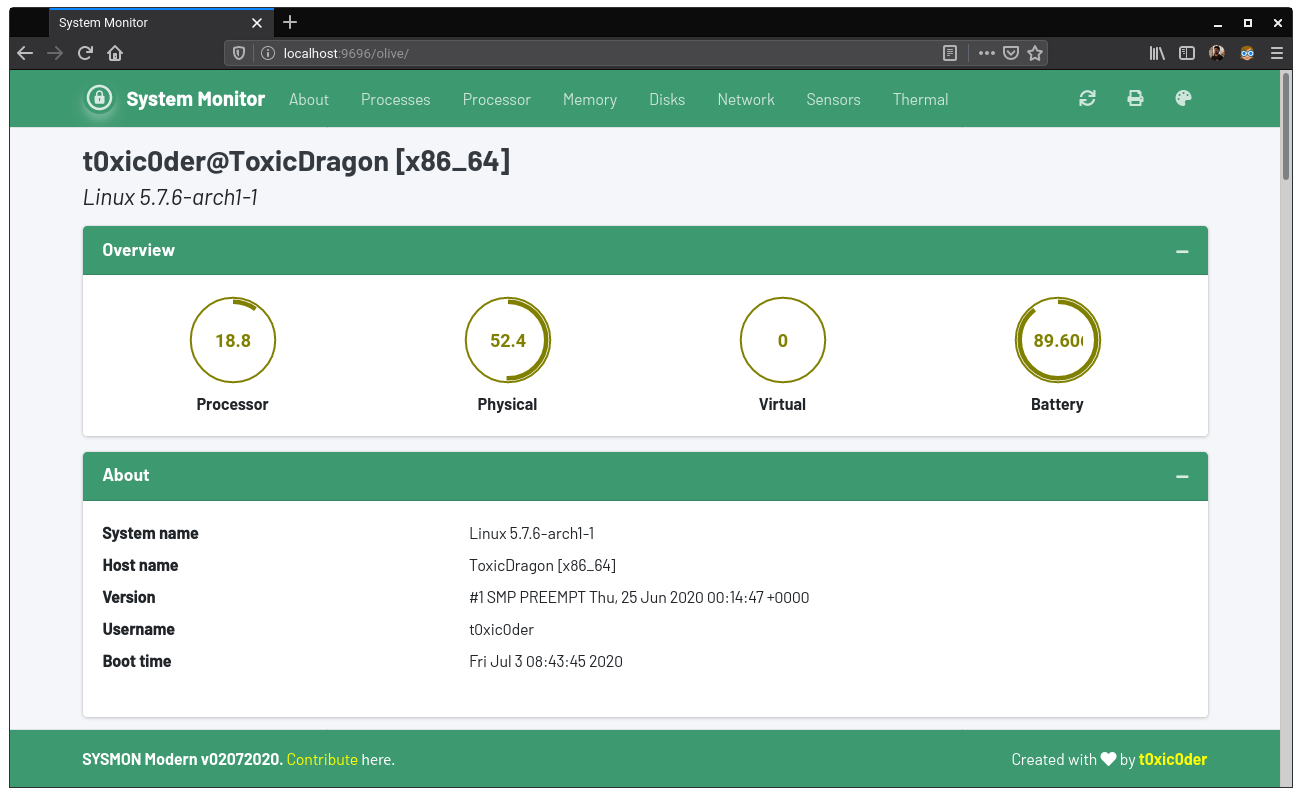 System Monitor
localhost:9696/olive/
System Monitor About Processes Processor Memory Disks Network Sensors Thermal
t0xic0der@ToxicDragon [x86_64]
Linux 5.7.6-arch1-1
Overview
18.8 52.4 0 89.60
Processor Physical Virtual Battery
About
System name Linux 5.7.6-arch1-1
Host name ToxicDragon [x86_64]
Version #1 SMP PREEMPT Thu, 25 Jun 2020 00:14:47 +0000
Username t0xic0der
Boot time Fri Jul 3 08:43:45 2020
SYSMON Modern v02072020. Contribute here. Created with ♥ by t0xic0der